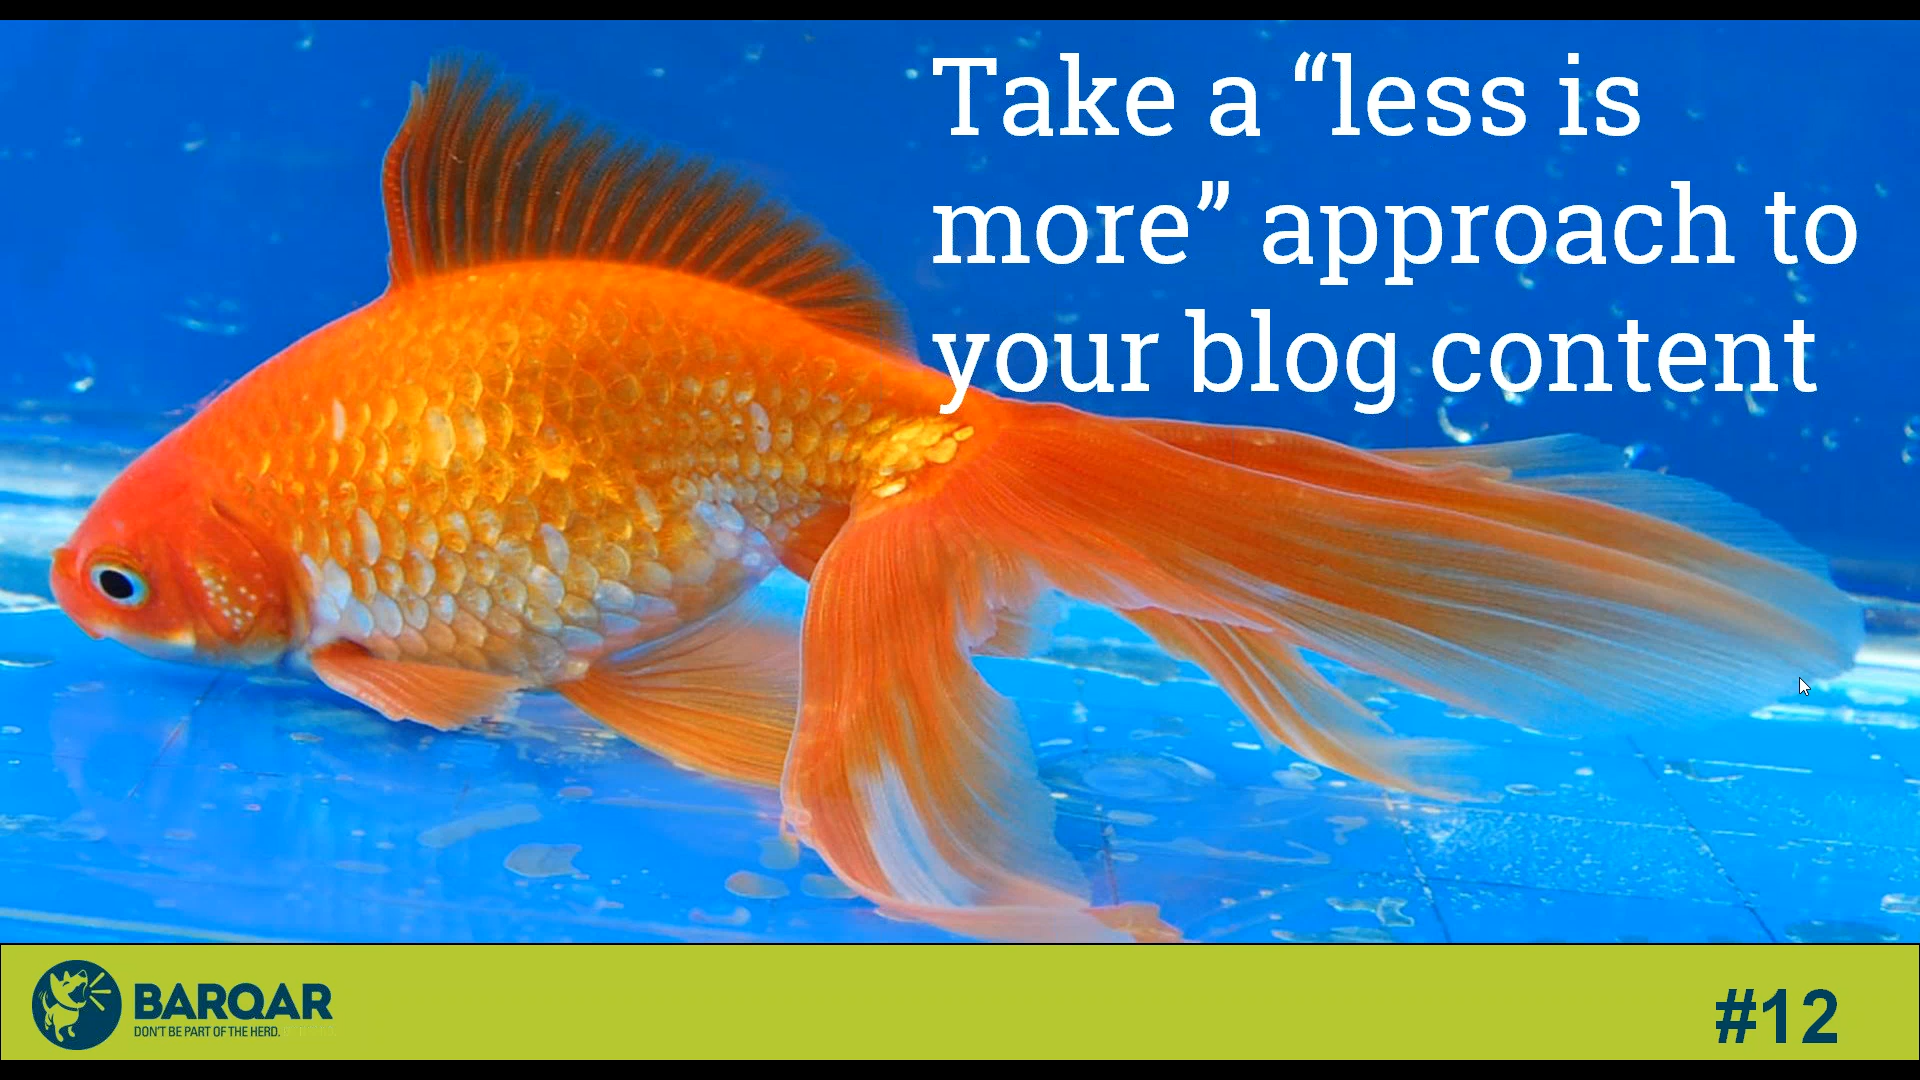 Take a “less is
more” approach to
your blog content
BARQAR
DON'T BE PART OF THE HERD.
#12